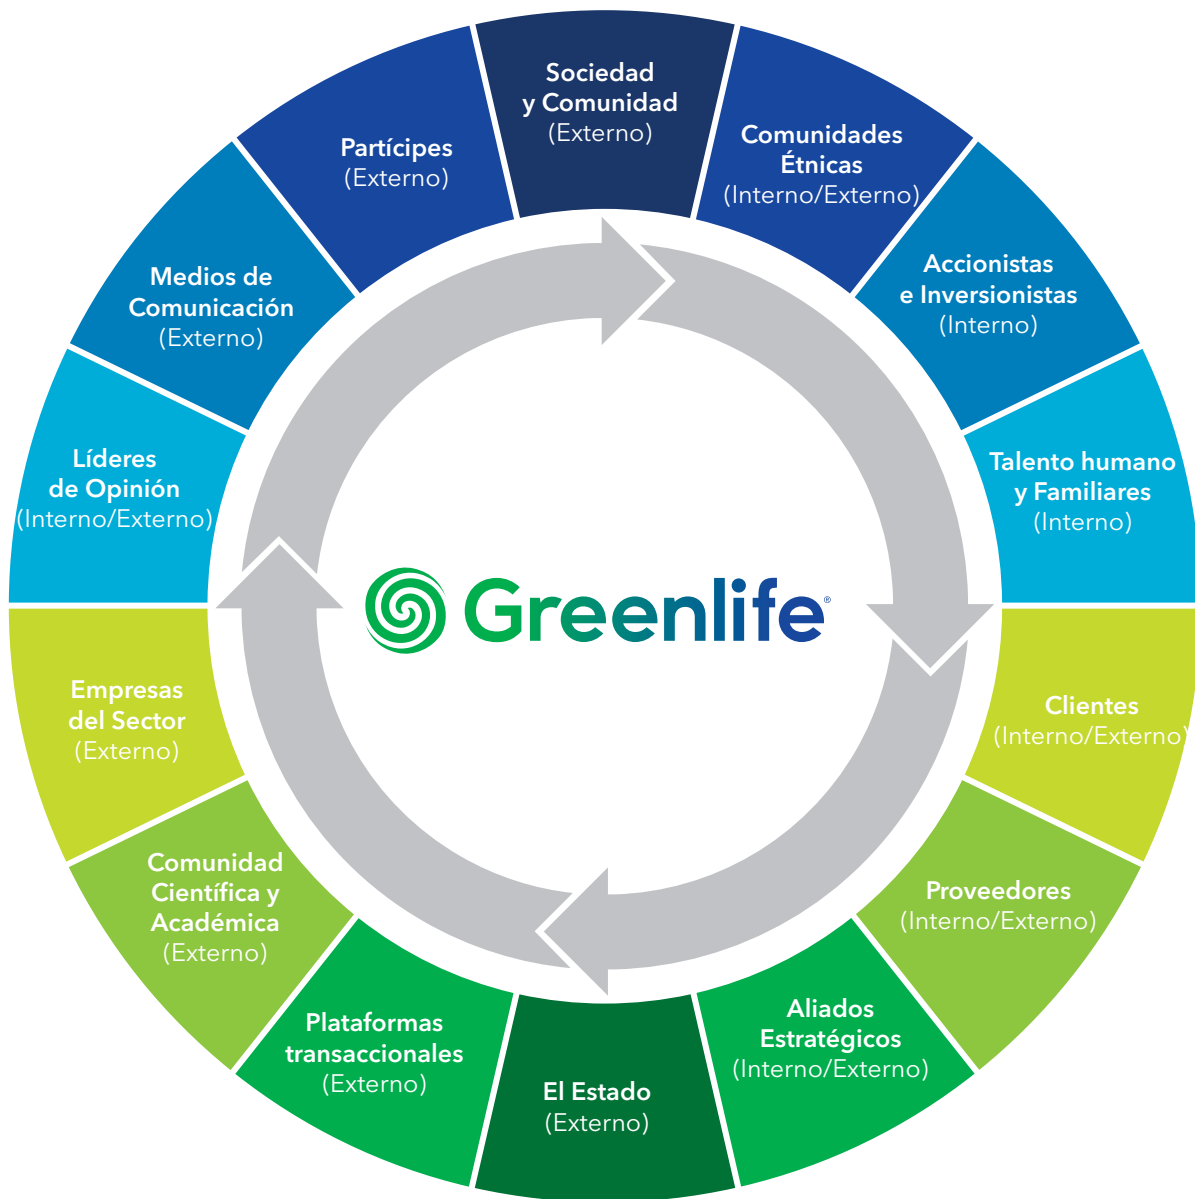 Sociedad
y Comunidad
(Externo)
Comunidades
Étnicas
(Interno/Externo)
Accionistas
e Inversionistas
(Interno)
Talento humano
y Familiares
(Interno)
Clientes
(Interno/Externo)
Proveedores
(Interno/Externo)
Aliados
Estratégicos
(Interno/Externo)
El Estado
(Externo)
Plataformas
transaccionales
(Externo)
Comunidad
Científica y
Académica
(Externo)
Empresas
del Sector
(Externo)
Líderes
de Opinión
(Interno/Externo)
Medios de
Comunicación
(Externo)
Partícipes
(Externo)
Greenlife®